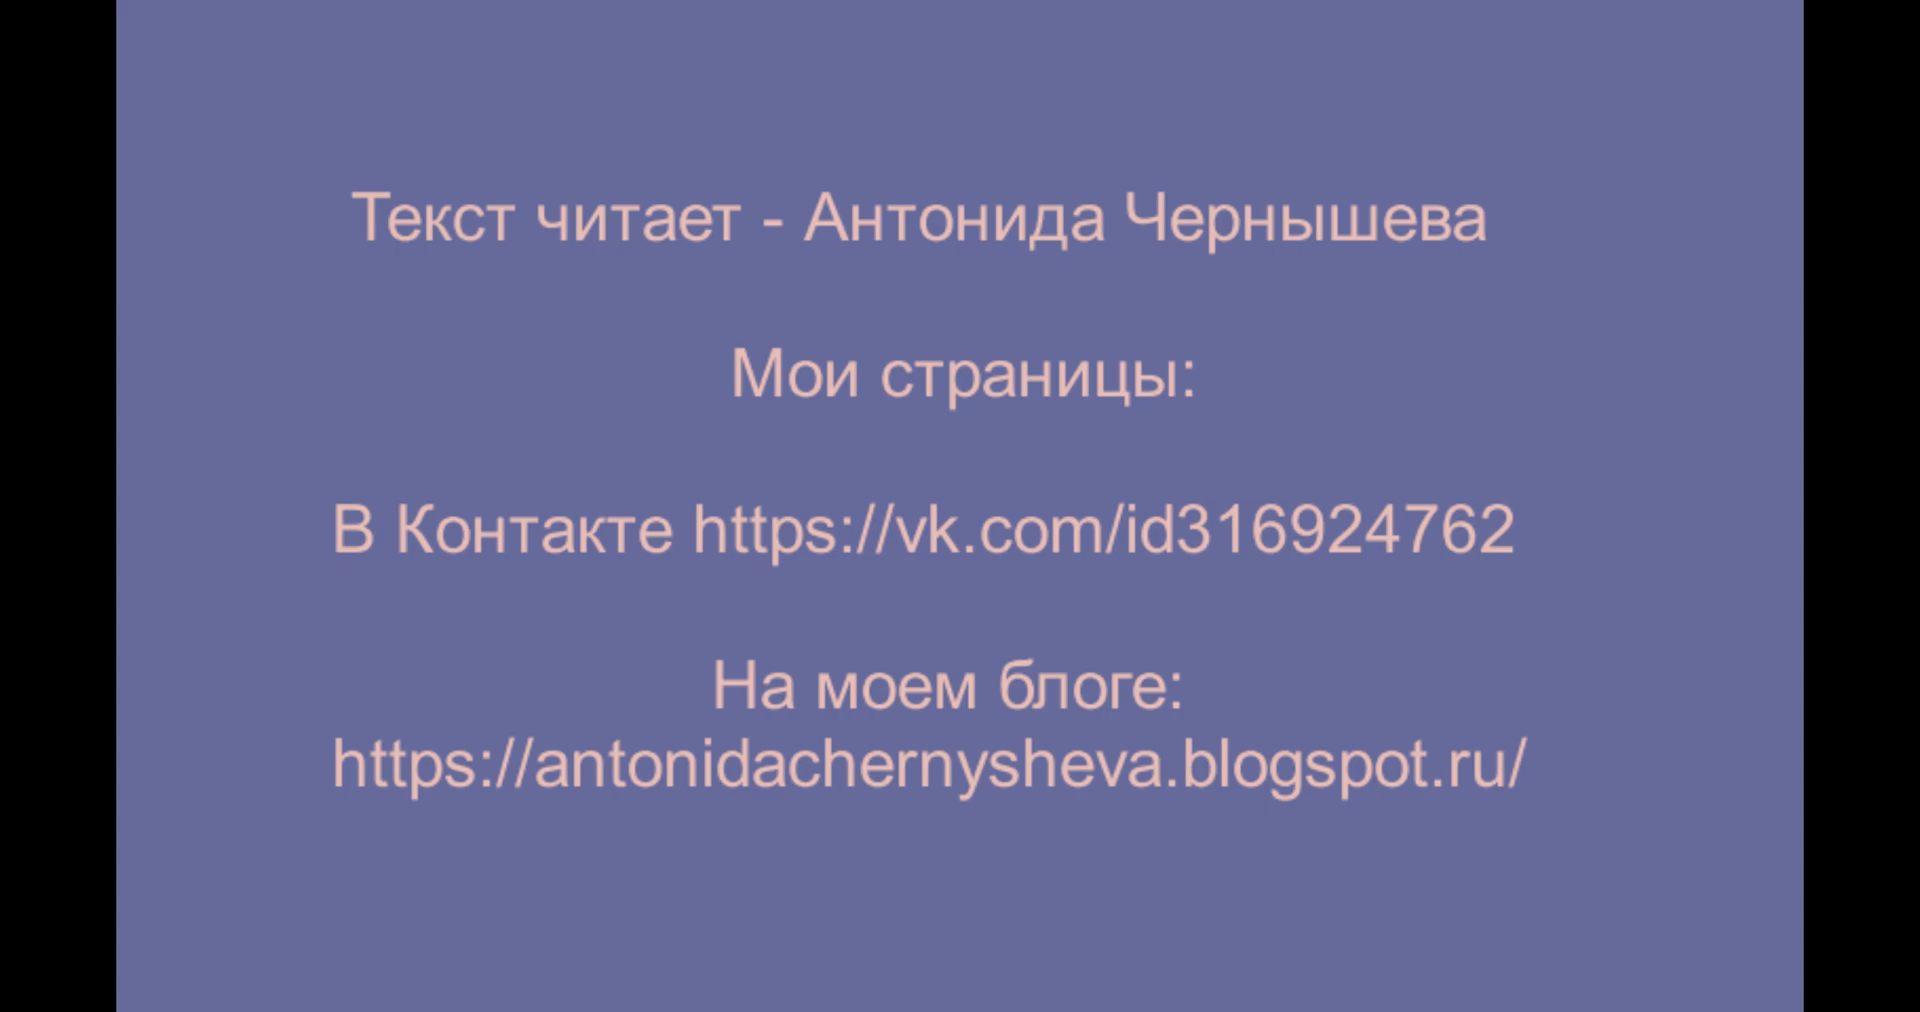 Текст читает - Антонида Чернышева
Мои страницы:
В Контакте https://vk.com/id316924762
На моем блоге:
https://antonidachernysheva.blogspot.ru/